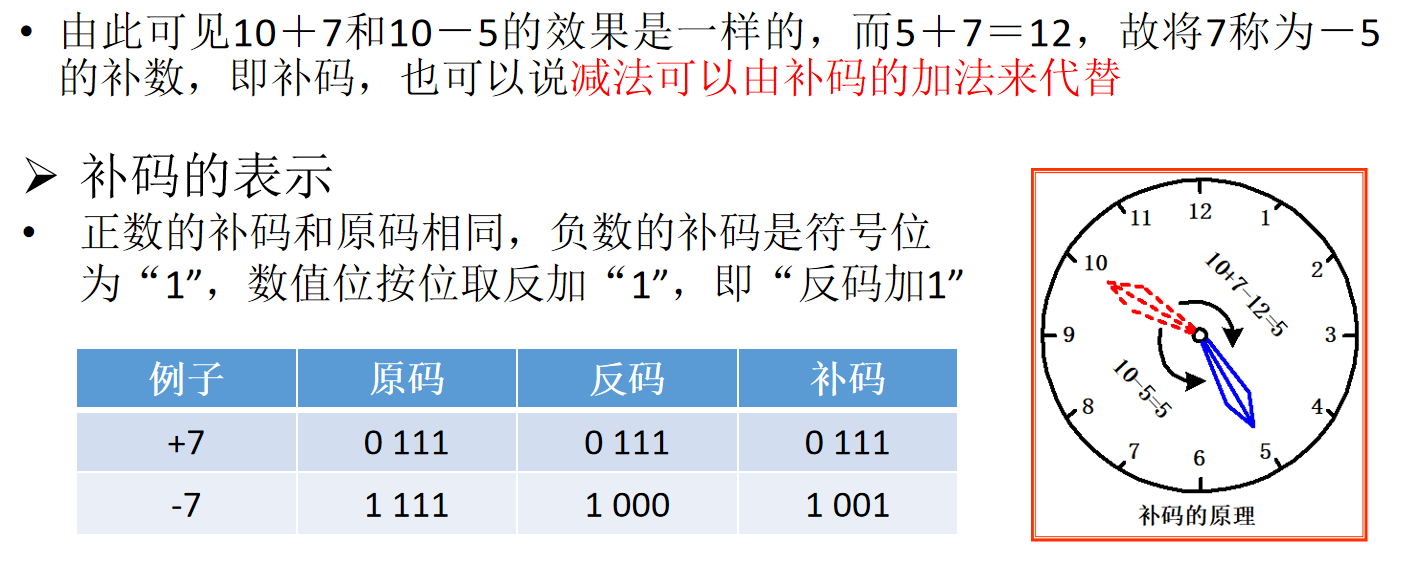 • 由此可见10＋7和10－5的效果是一样的，而5＋7＝12，故将7称为－5
的补数，即补码，也可以说减法可以由补码的加法来代替
➢ 补码的表示
• 正数的补码和原码相同，负数的补码是符号位
为“1”，数值位按位取反加“1”，即“反码加1”
例子 原码 反码 补码
+7 0 111 0 111 0 111
-7 1 111 1 000 1 001
12
11
1
10
2
10+7-12=5
9
3
10-5=5
8
4
7
5
6
补码的原理